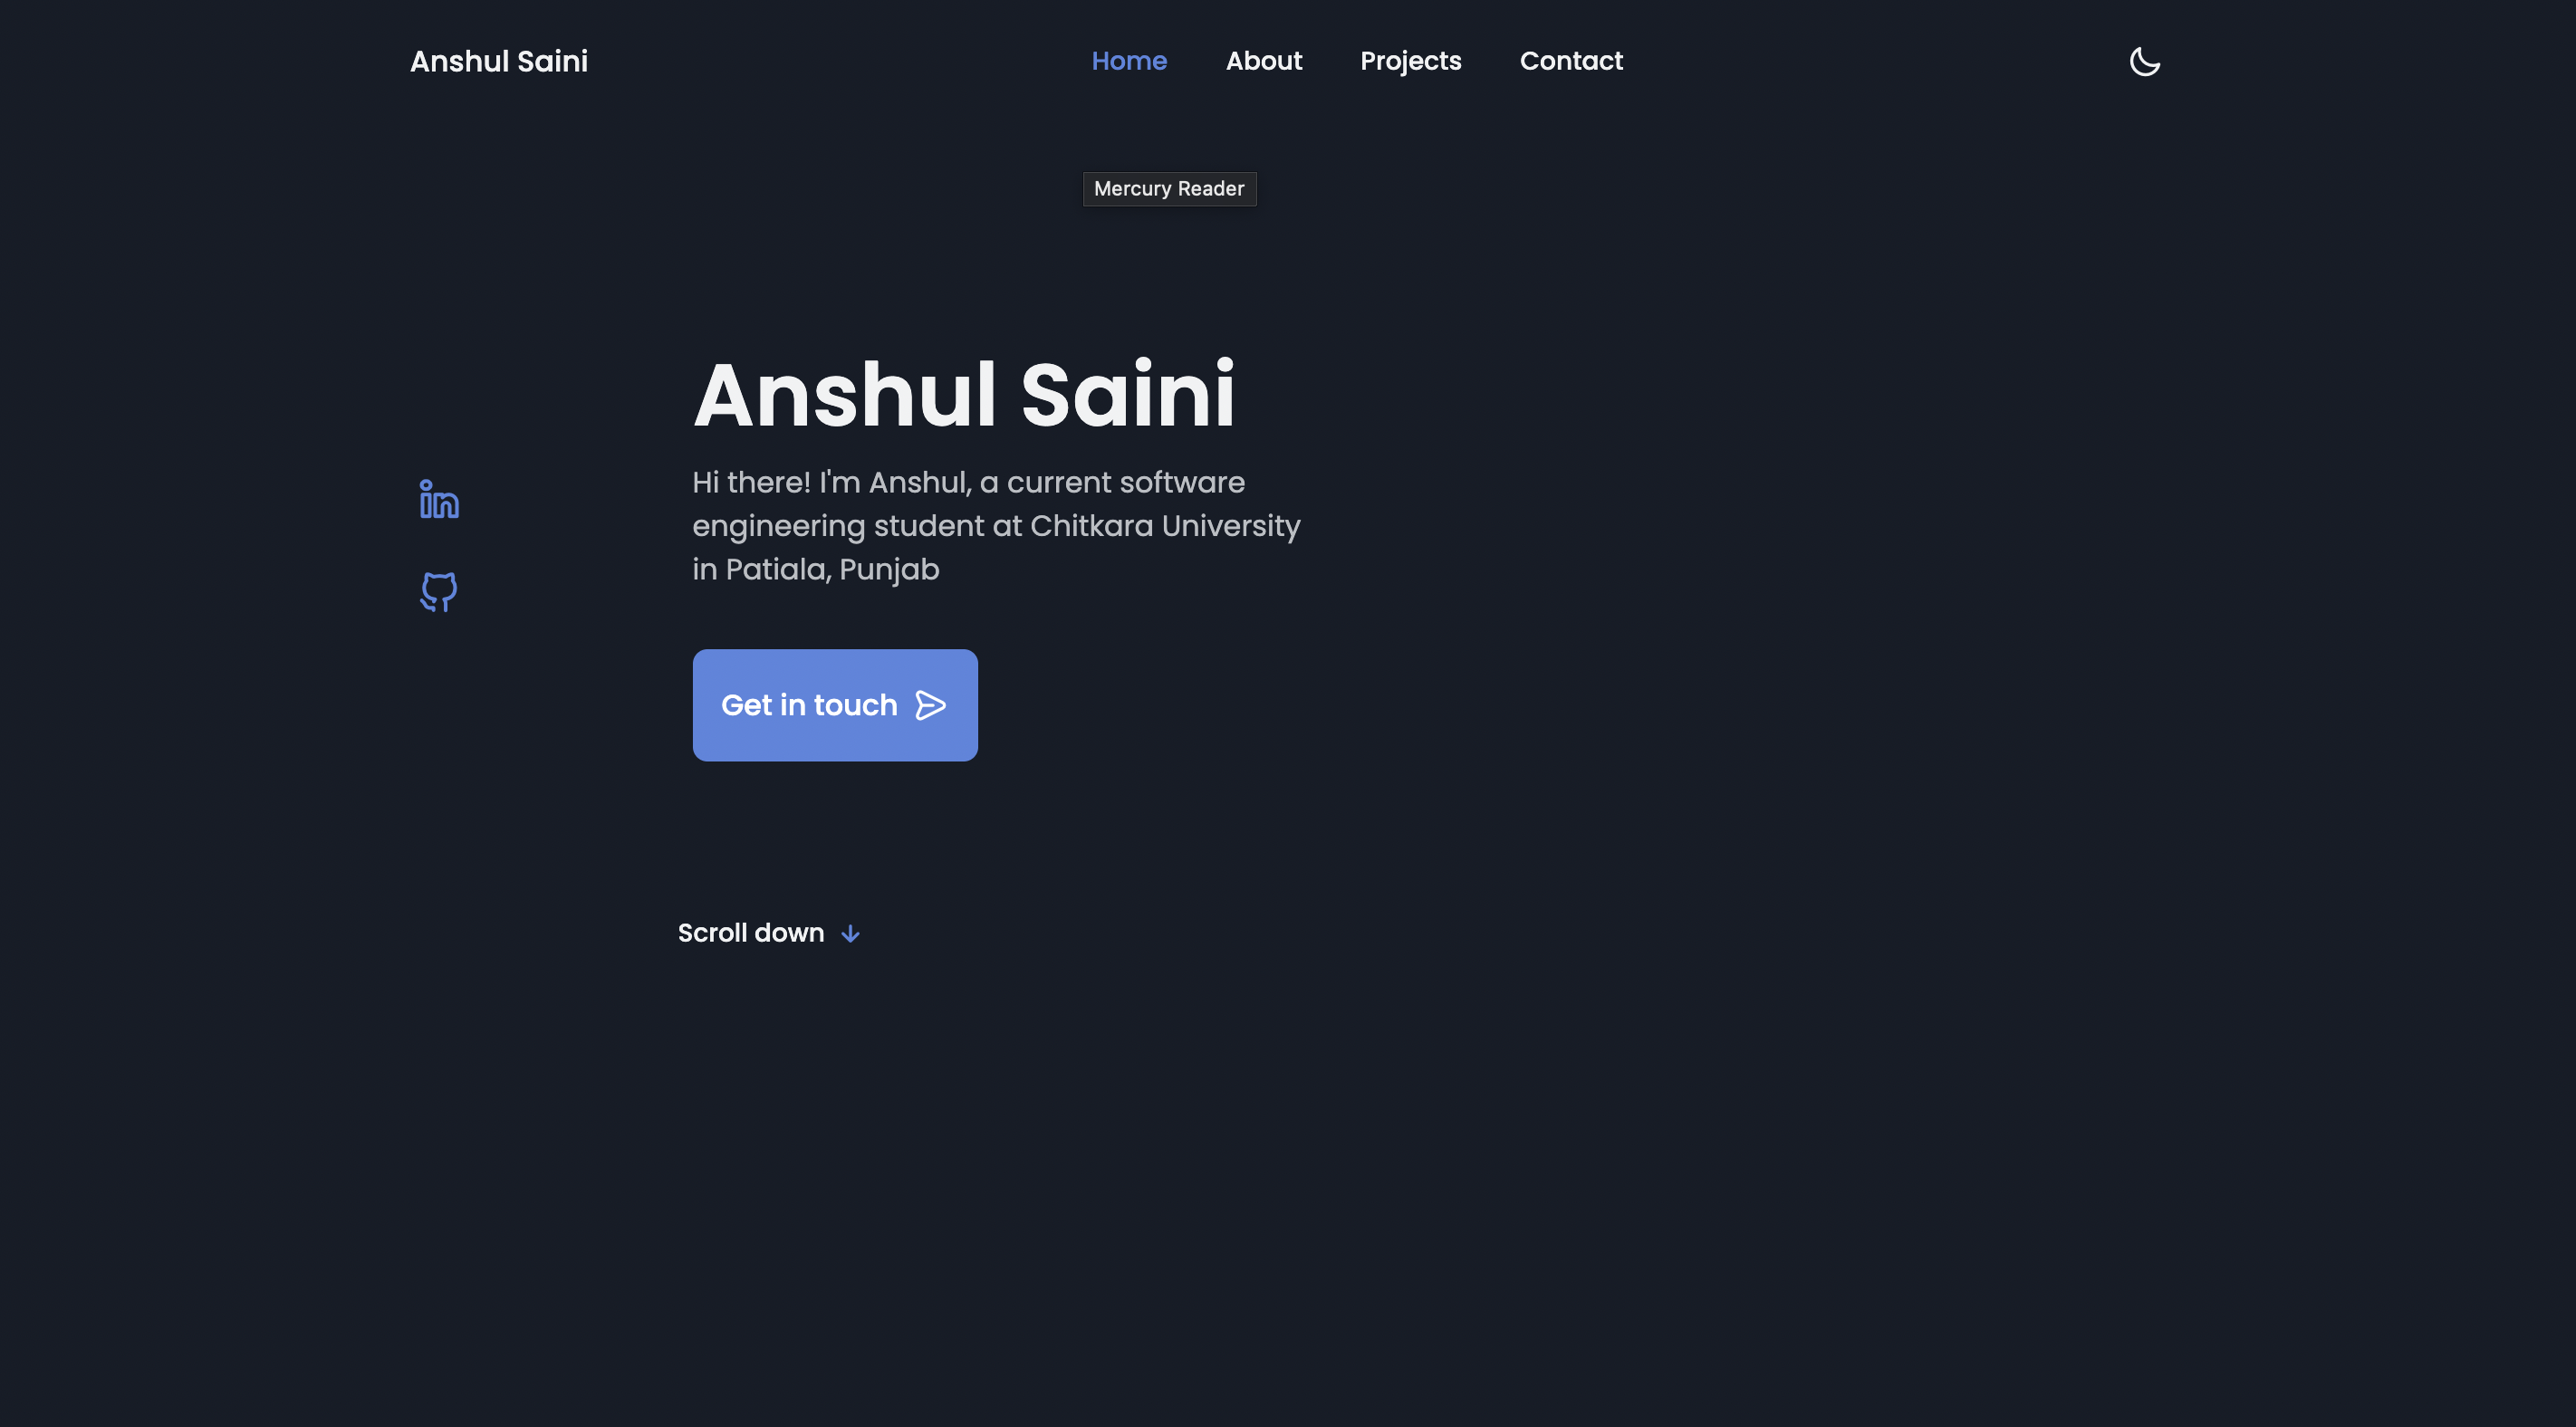 Anshul Saini
Home About Projects Contact
Mercury Reader
Anshul Saini
Hi there! I'm Anshul, a current software
engineering student at Chitkara University
in Patiala, Punjab
in
Get in touch
Scroll down